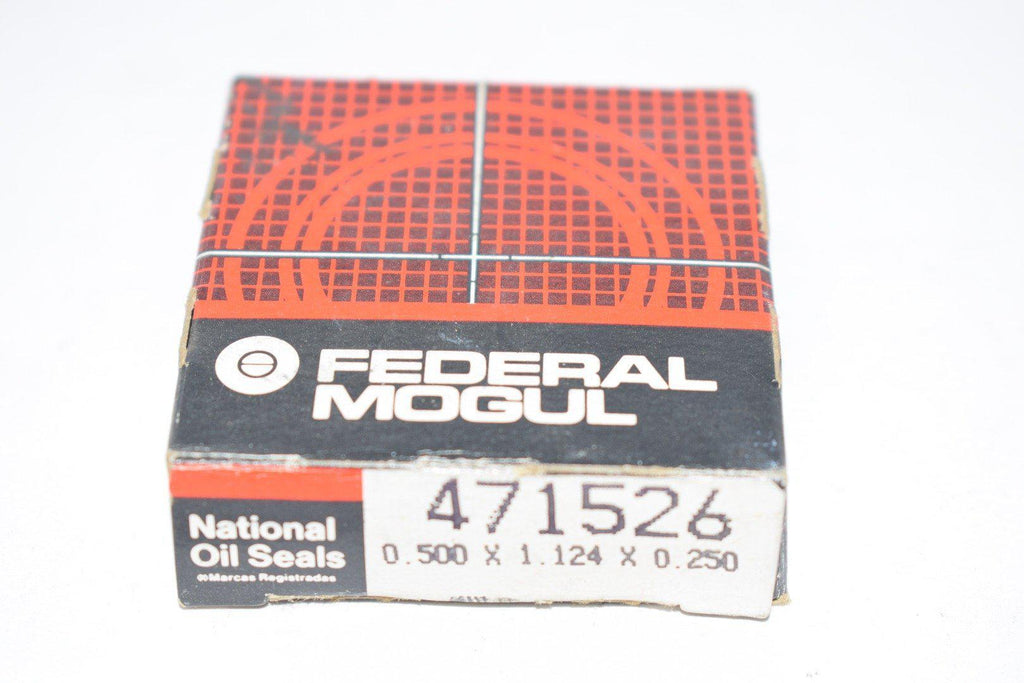 FEDERAL
MOGUL
471526
0.500 X 1.124 X 0.250
National
Oil Seals
Marcas Registradas